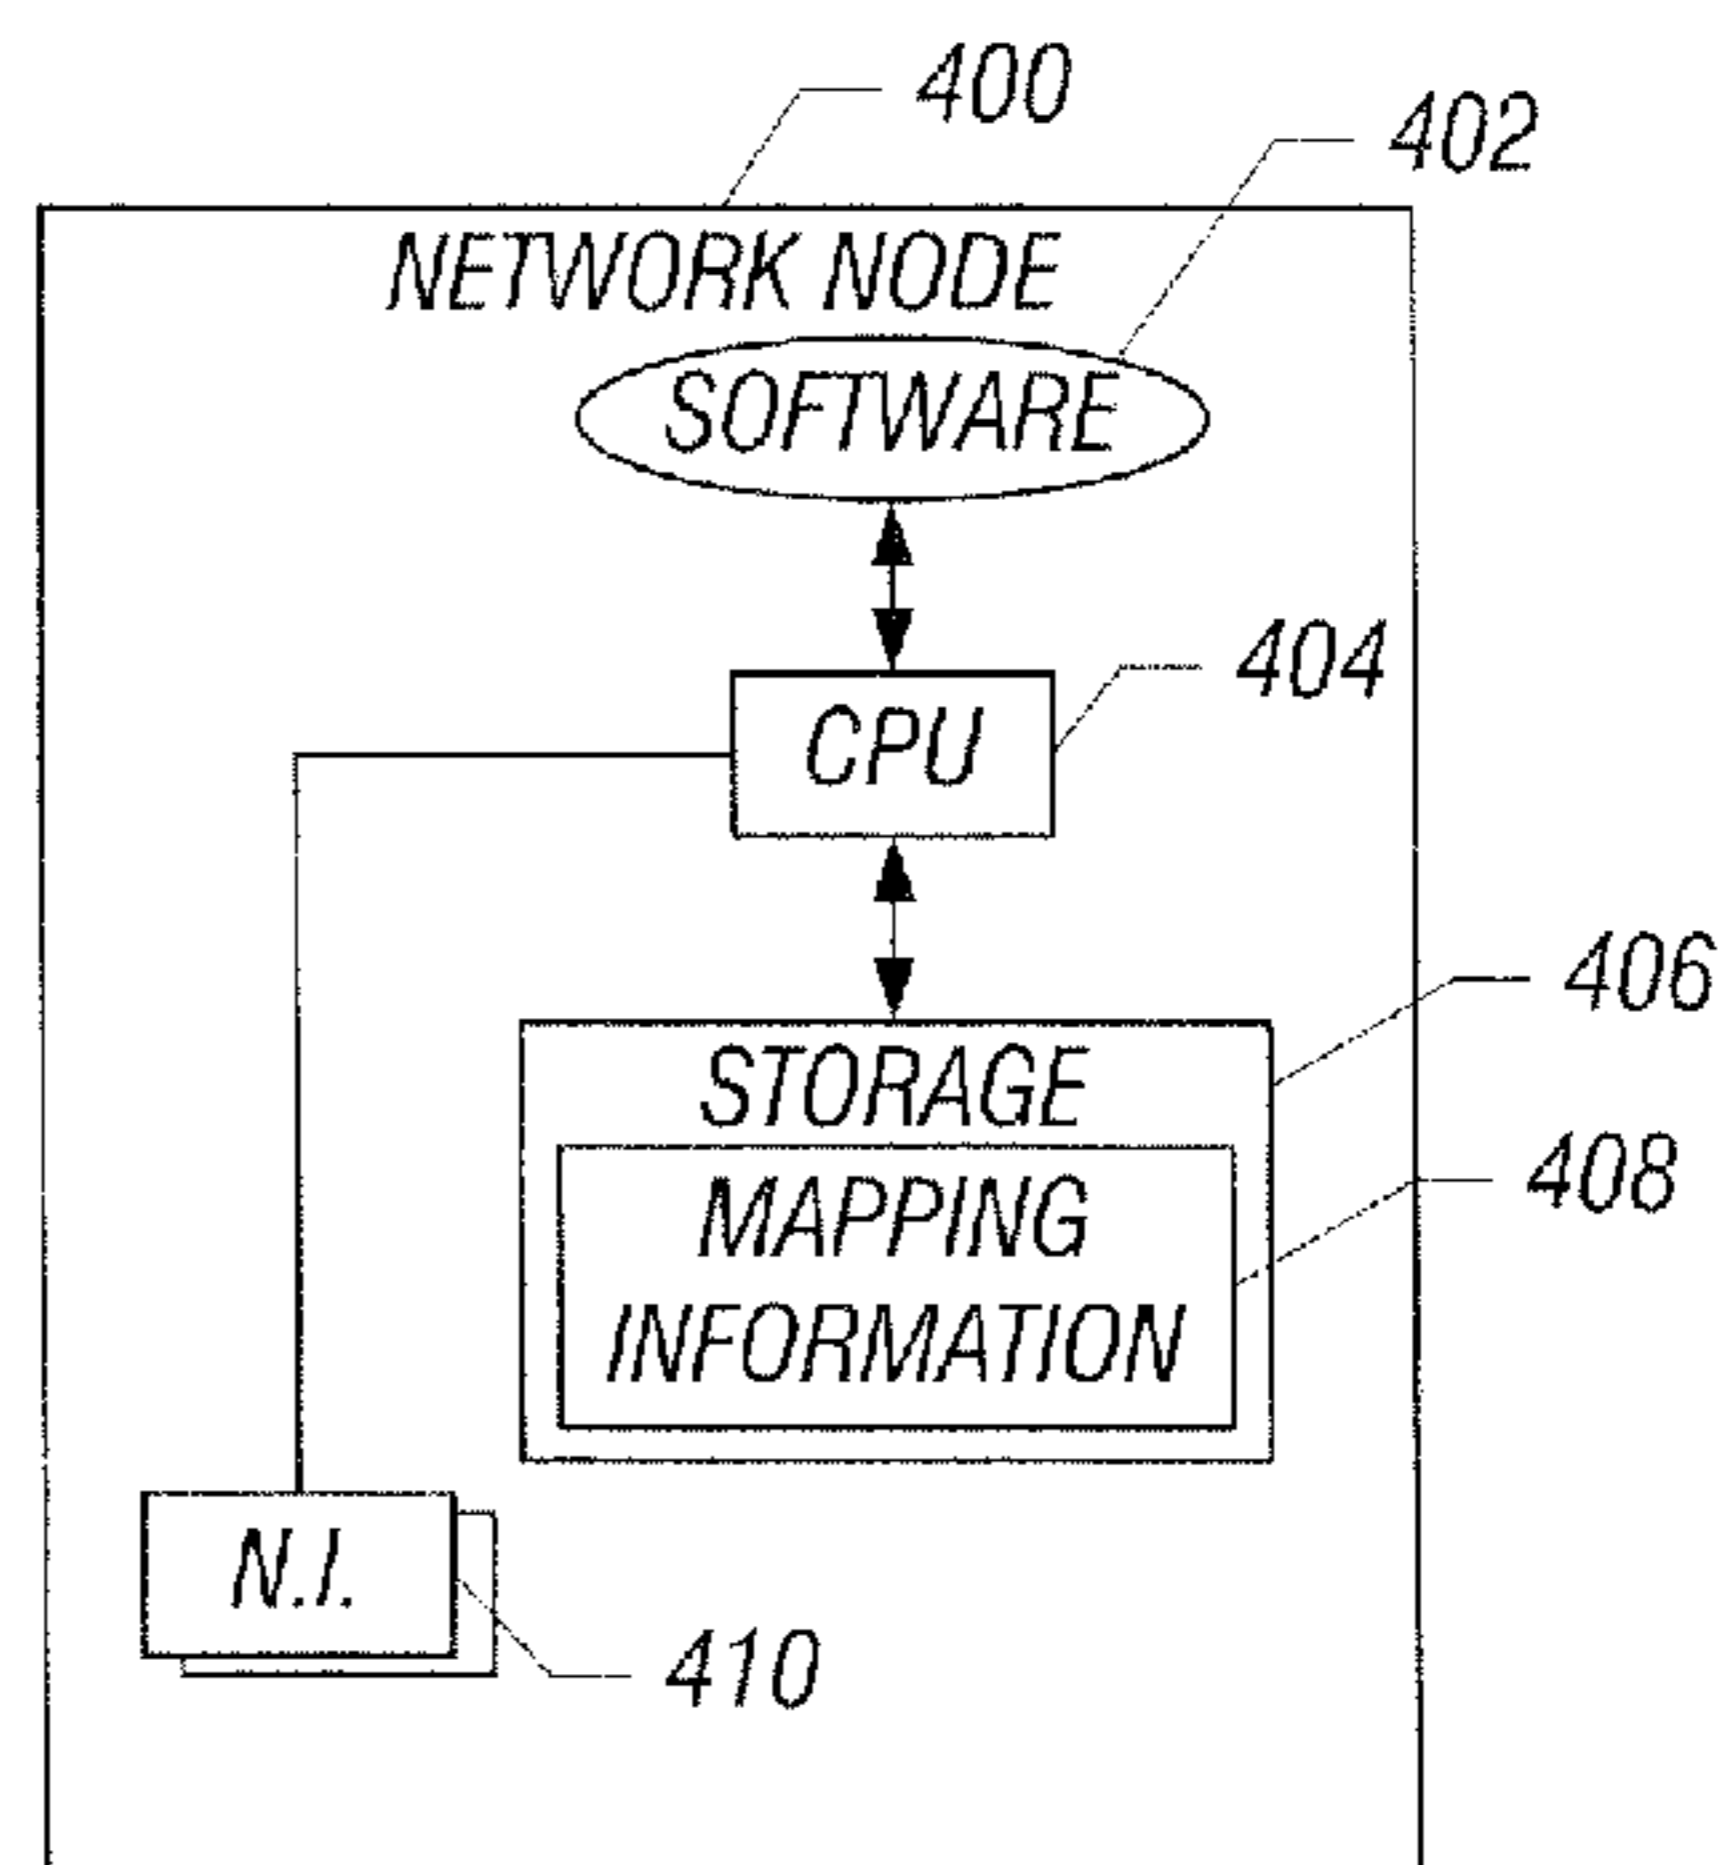 400
402
NETWORK NODE
SOFTWARE
404
CPU
406
STORAGE
408
MAPPING
INFORMATION
N.I.
410